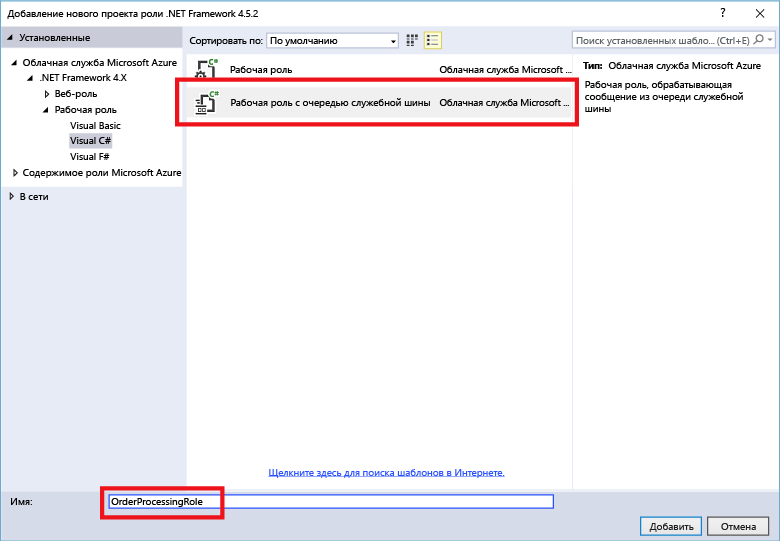 Добавление нового проекта роли .NET Framework 4.5.2
?
Установленные
Сортировать по: По умолчанию
Поиск установленных шабло... (Ctrl+E)
Облачная служба Microsoft Azure
.NET Framework 4.X
Веб-роль
Рабочая роль
Visual Basic
Visual C#
Visual F#
Содержимое роли Microsoft Azure
В сети
C# Рабочая роль Облачная служба Microsoft ...
C# Рабочая роль с очередью служебной шины Облачная служба Microsoft ...
Тип: Облачная служба Microsoft Azure
Рабочая роль, обрабатывающая
сообщение из очереди служебной
шины
Щелкните здесь для поиска шаблонов в Интернете.
Имя: OrderProcessingRole
Добавить Отмена